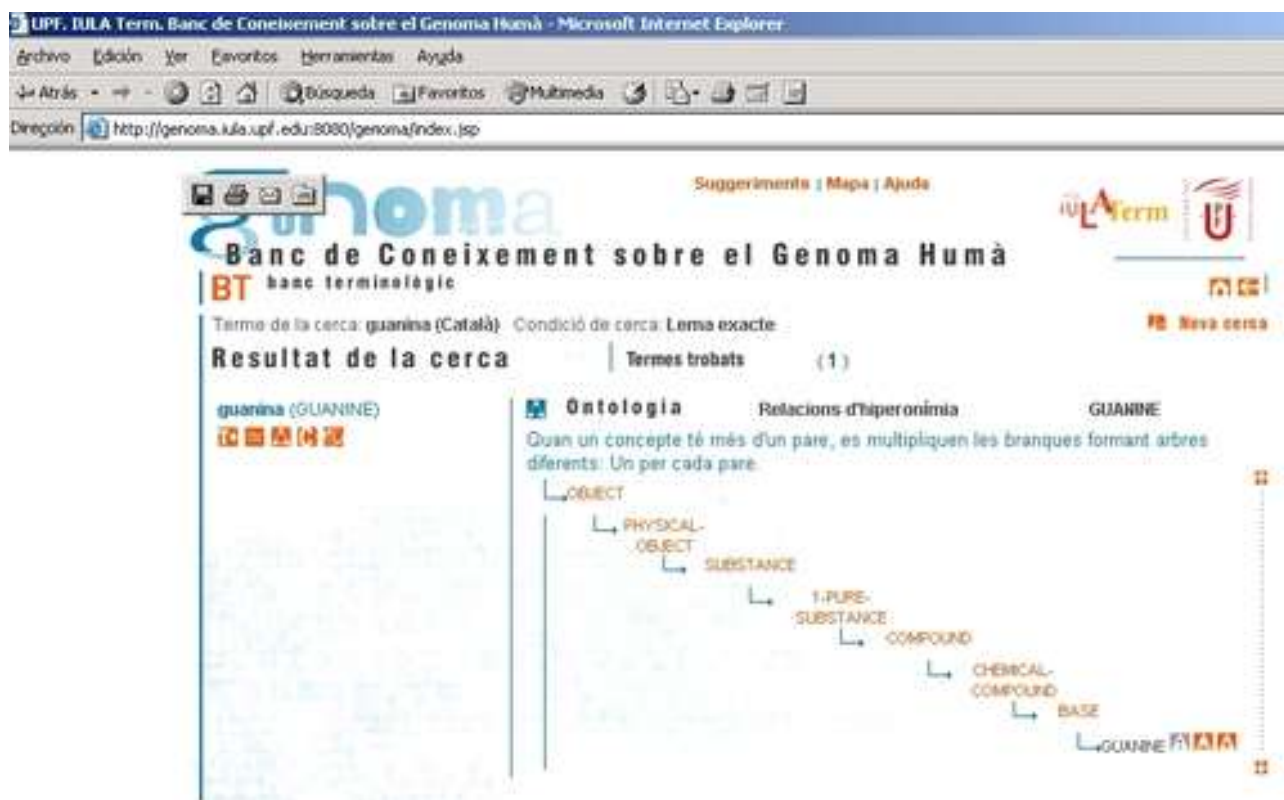 UPF. IULA Term. Banc de Coneixement sobre el Genoma Humà - Microsoft Internet Explorer
Archivo Edición Ver Favoritos Herramientas Ayuda
Atrás Búsqueda Favoritos Multimedia
Dirección http://genoma.iula.upf.edu:8080/genoma/index.jsp
Suggeriments | Mapa | Ajuda
genoma
IULATerm
Banc de Coneixement sobre el Genoma Humà
BT banc terminològic
Terme de la cerca: guanina (Català) Condició de cerca: Lema exacte
Nova cerca
Resultat de la cerca Termes trobats (1)
guanina (GUANINE)
Ontologia Relacions d'hiperonímia GUANINE
Quan un concepte té més d'un pare, es multipliquen les branques formant arbres
diferents: Un per cada pare.
OBJECT
PHYSICAL-
OBJECT
SUBSTANCE
1-PURE-
SUBSTANCE
COMPOUND
CHEMICAL-
COMPOUND
BASE
GUANINE